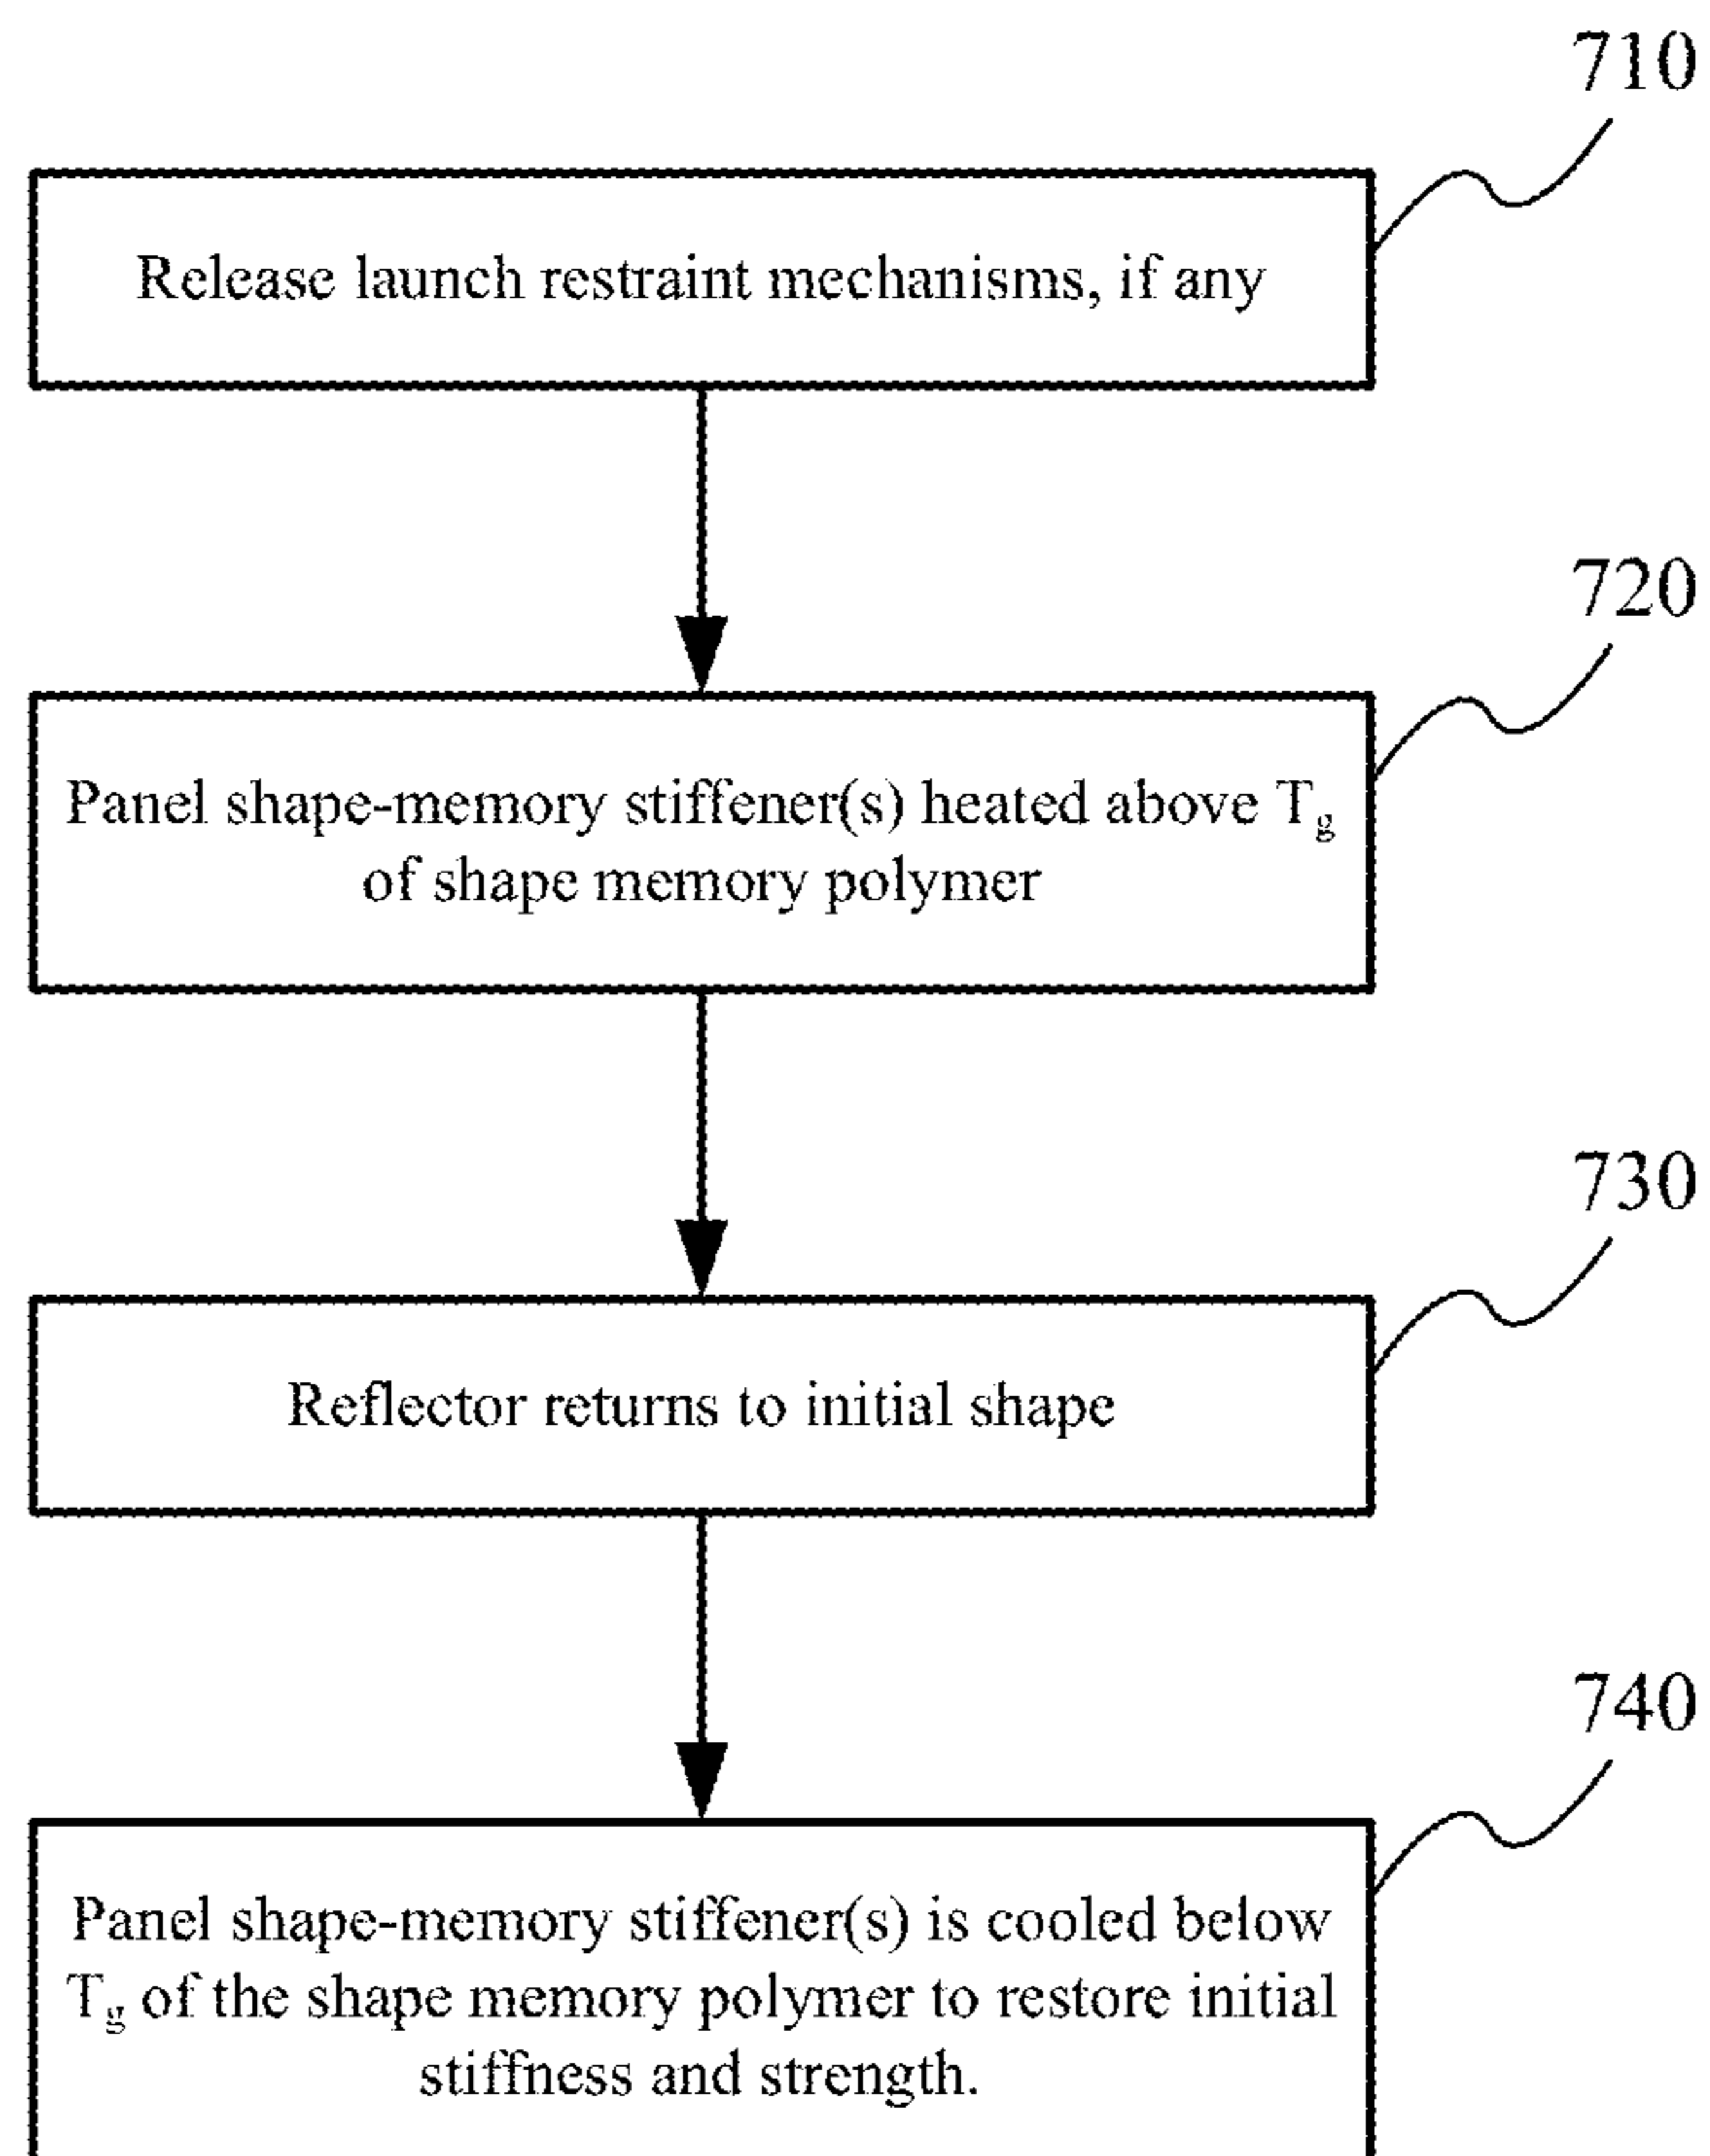 710
Release launch restraint mechanisms, if any
720
Panel shape-memory stiffener(s) heated above Tg
of shape memory polymer
730
Reflector returns to initial shape
740
Panel shape-memory stiffener(s) is cooled below
Tg of the shape memory polymer to restore initial
stiffness and strength.